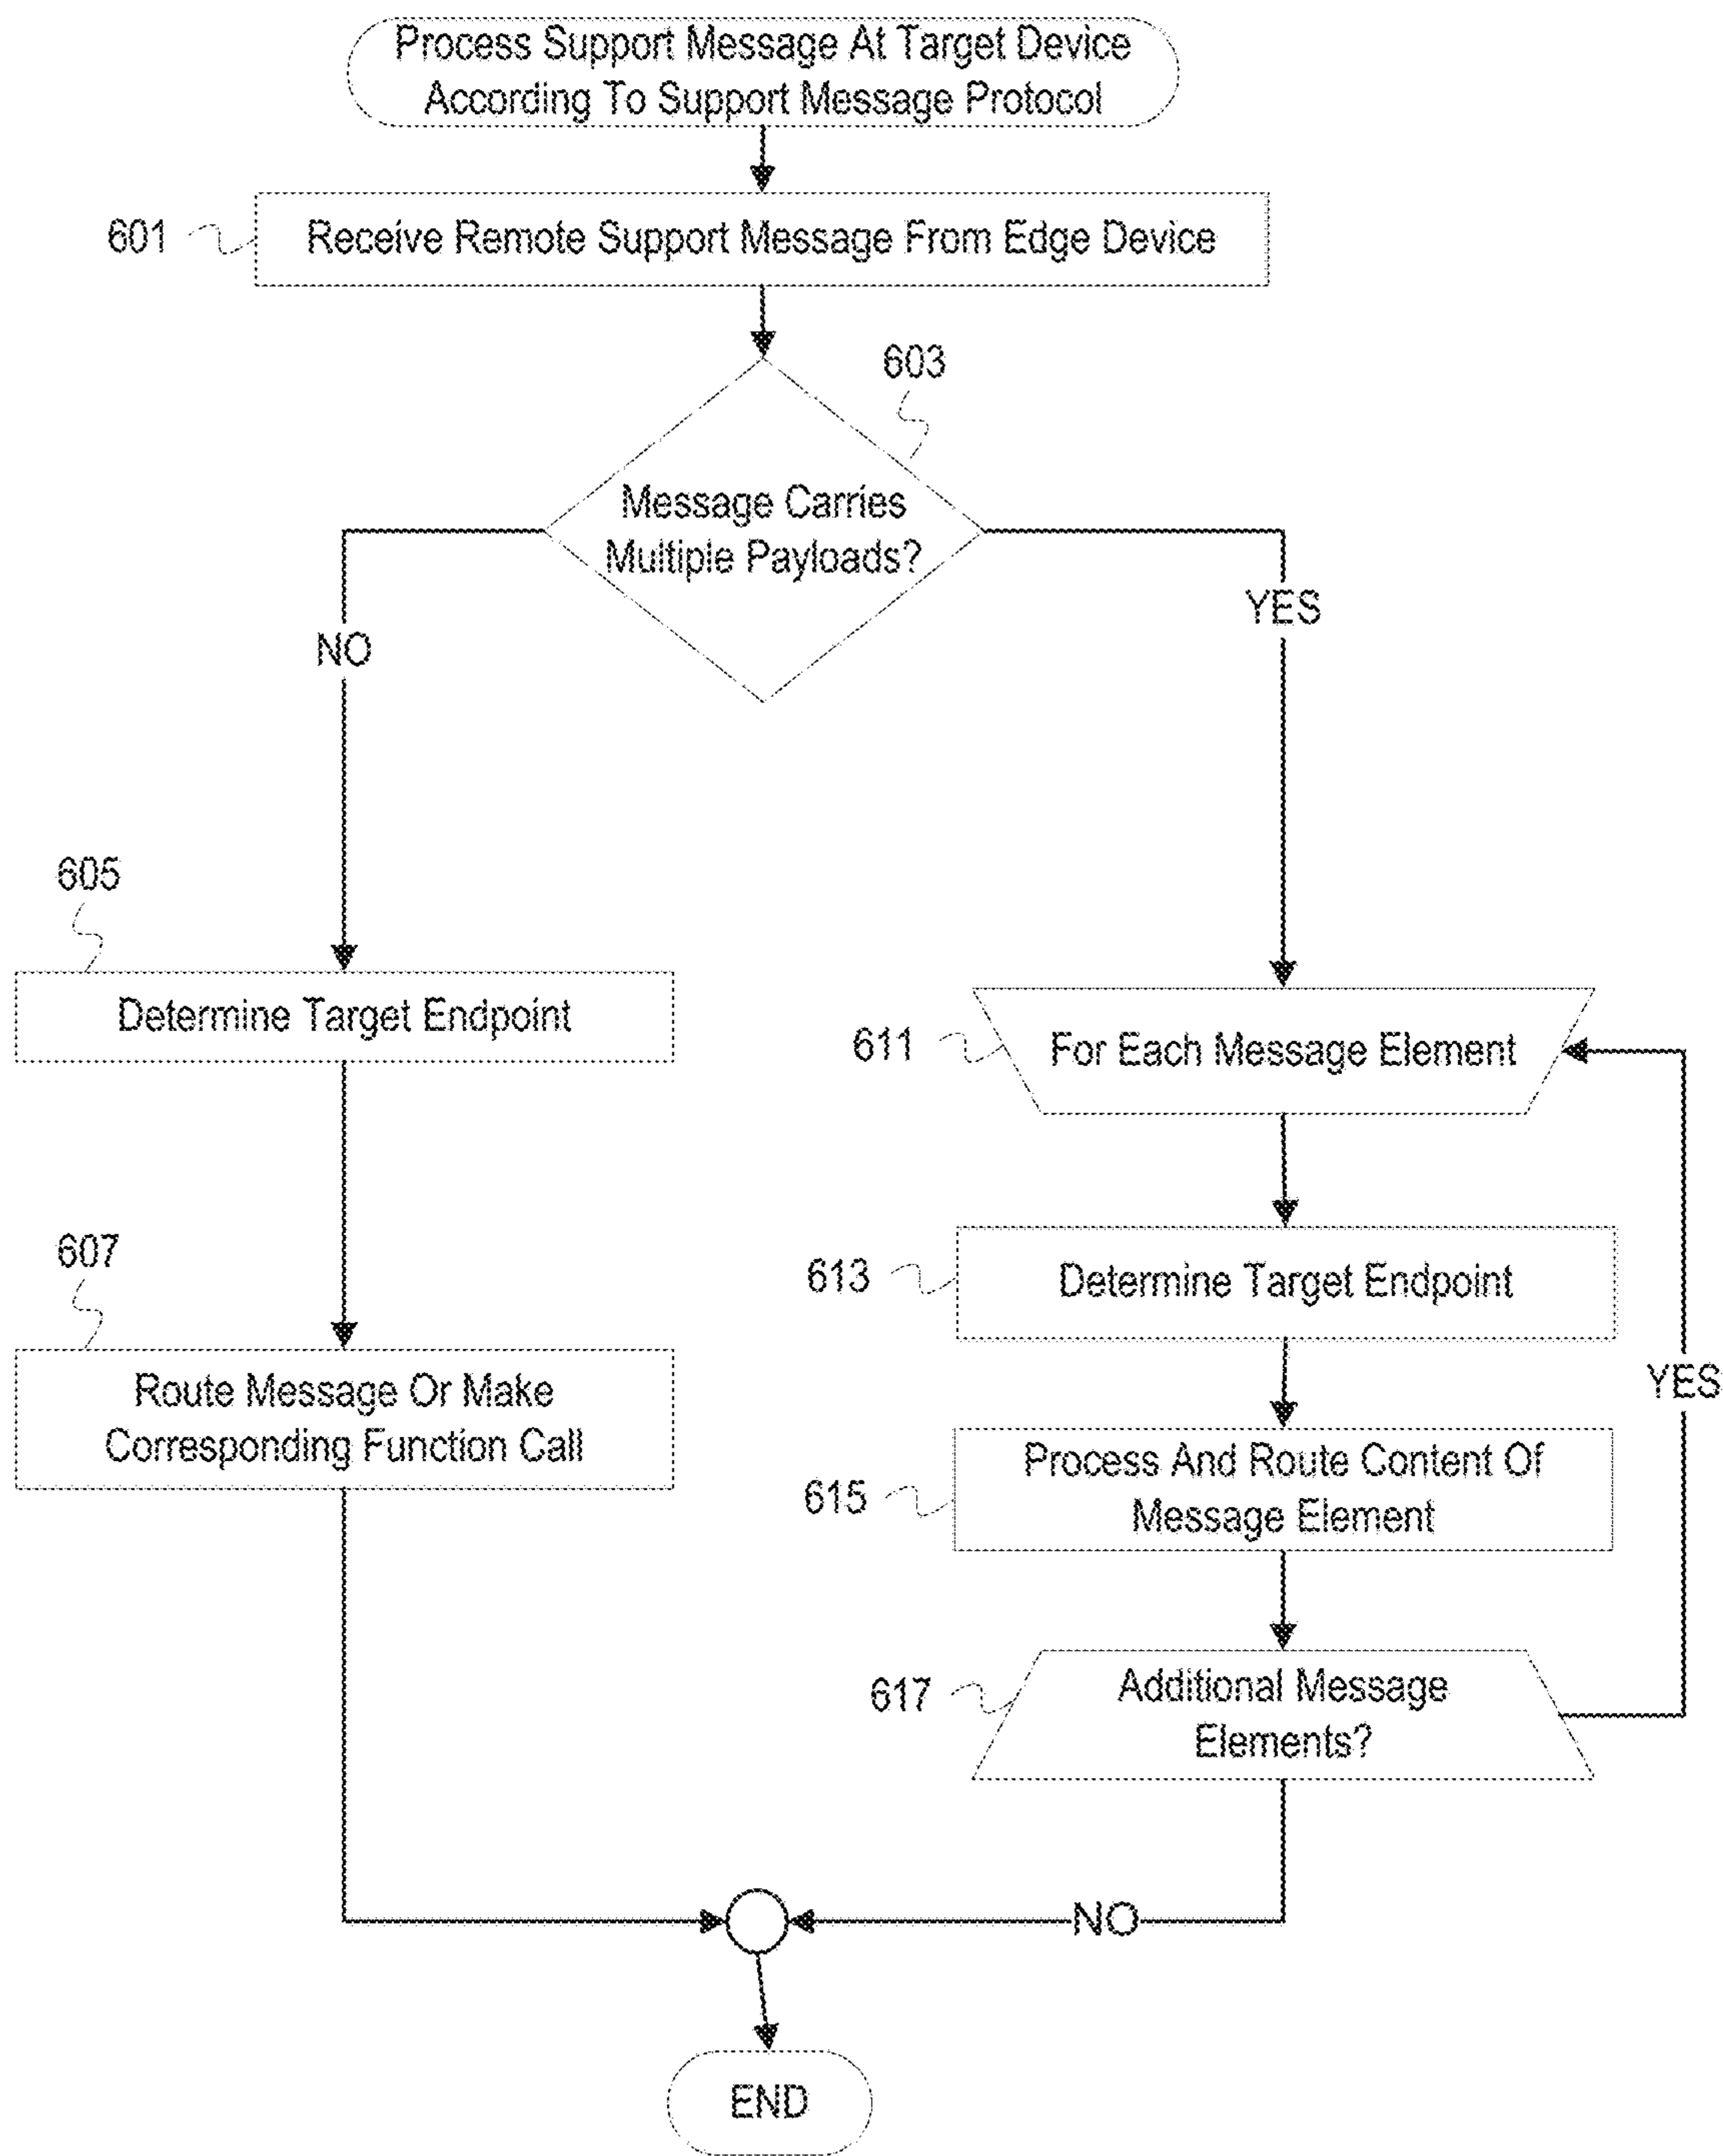 Process Support Message At Target Device
According To Support Message Protocol
601
Receive Remote Support Message From Edge Device
603
Message Carries
Multiple Payloads?
NO
YES
605
Determine Target Endpoint
611
For Each Message Element
607
Route Message Or Make
Corresponding Function Call
613
Determine Target Endpoint
YES
615
Process And Route Content Of
Message Element
617
Additional Message
Elements?
NO
END